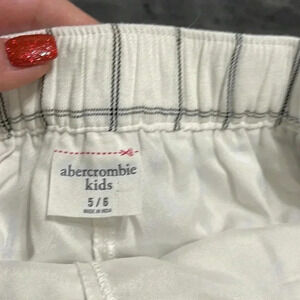 abercrombie
kids
5/6
MADE IN INDIA